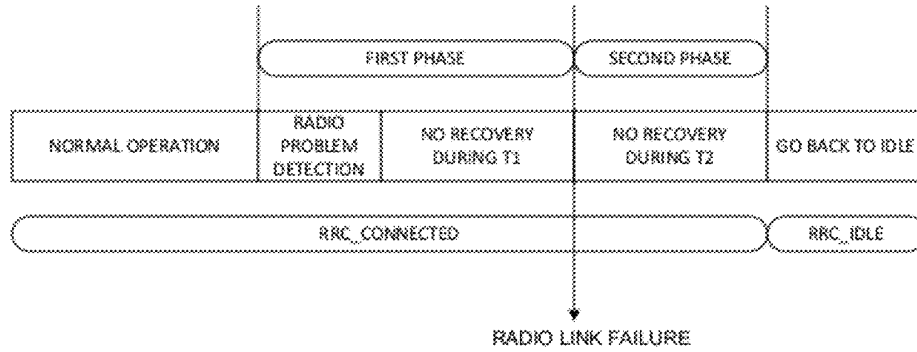 FIRST PHASE
SECOND PHASE
NORMAL OPERATION
RADIO
PROBLEM
DETECTION
NO RECOVERY
DURING T1
NO RECOVERY
DURING T2
GO BACK TO IDLE
RRC_CONNECTED
RRC_IDLE
RADIO LINK FAILURE